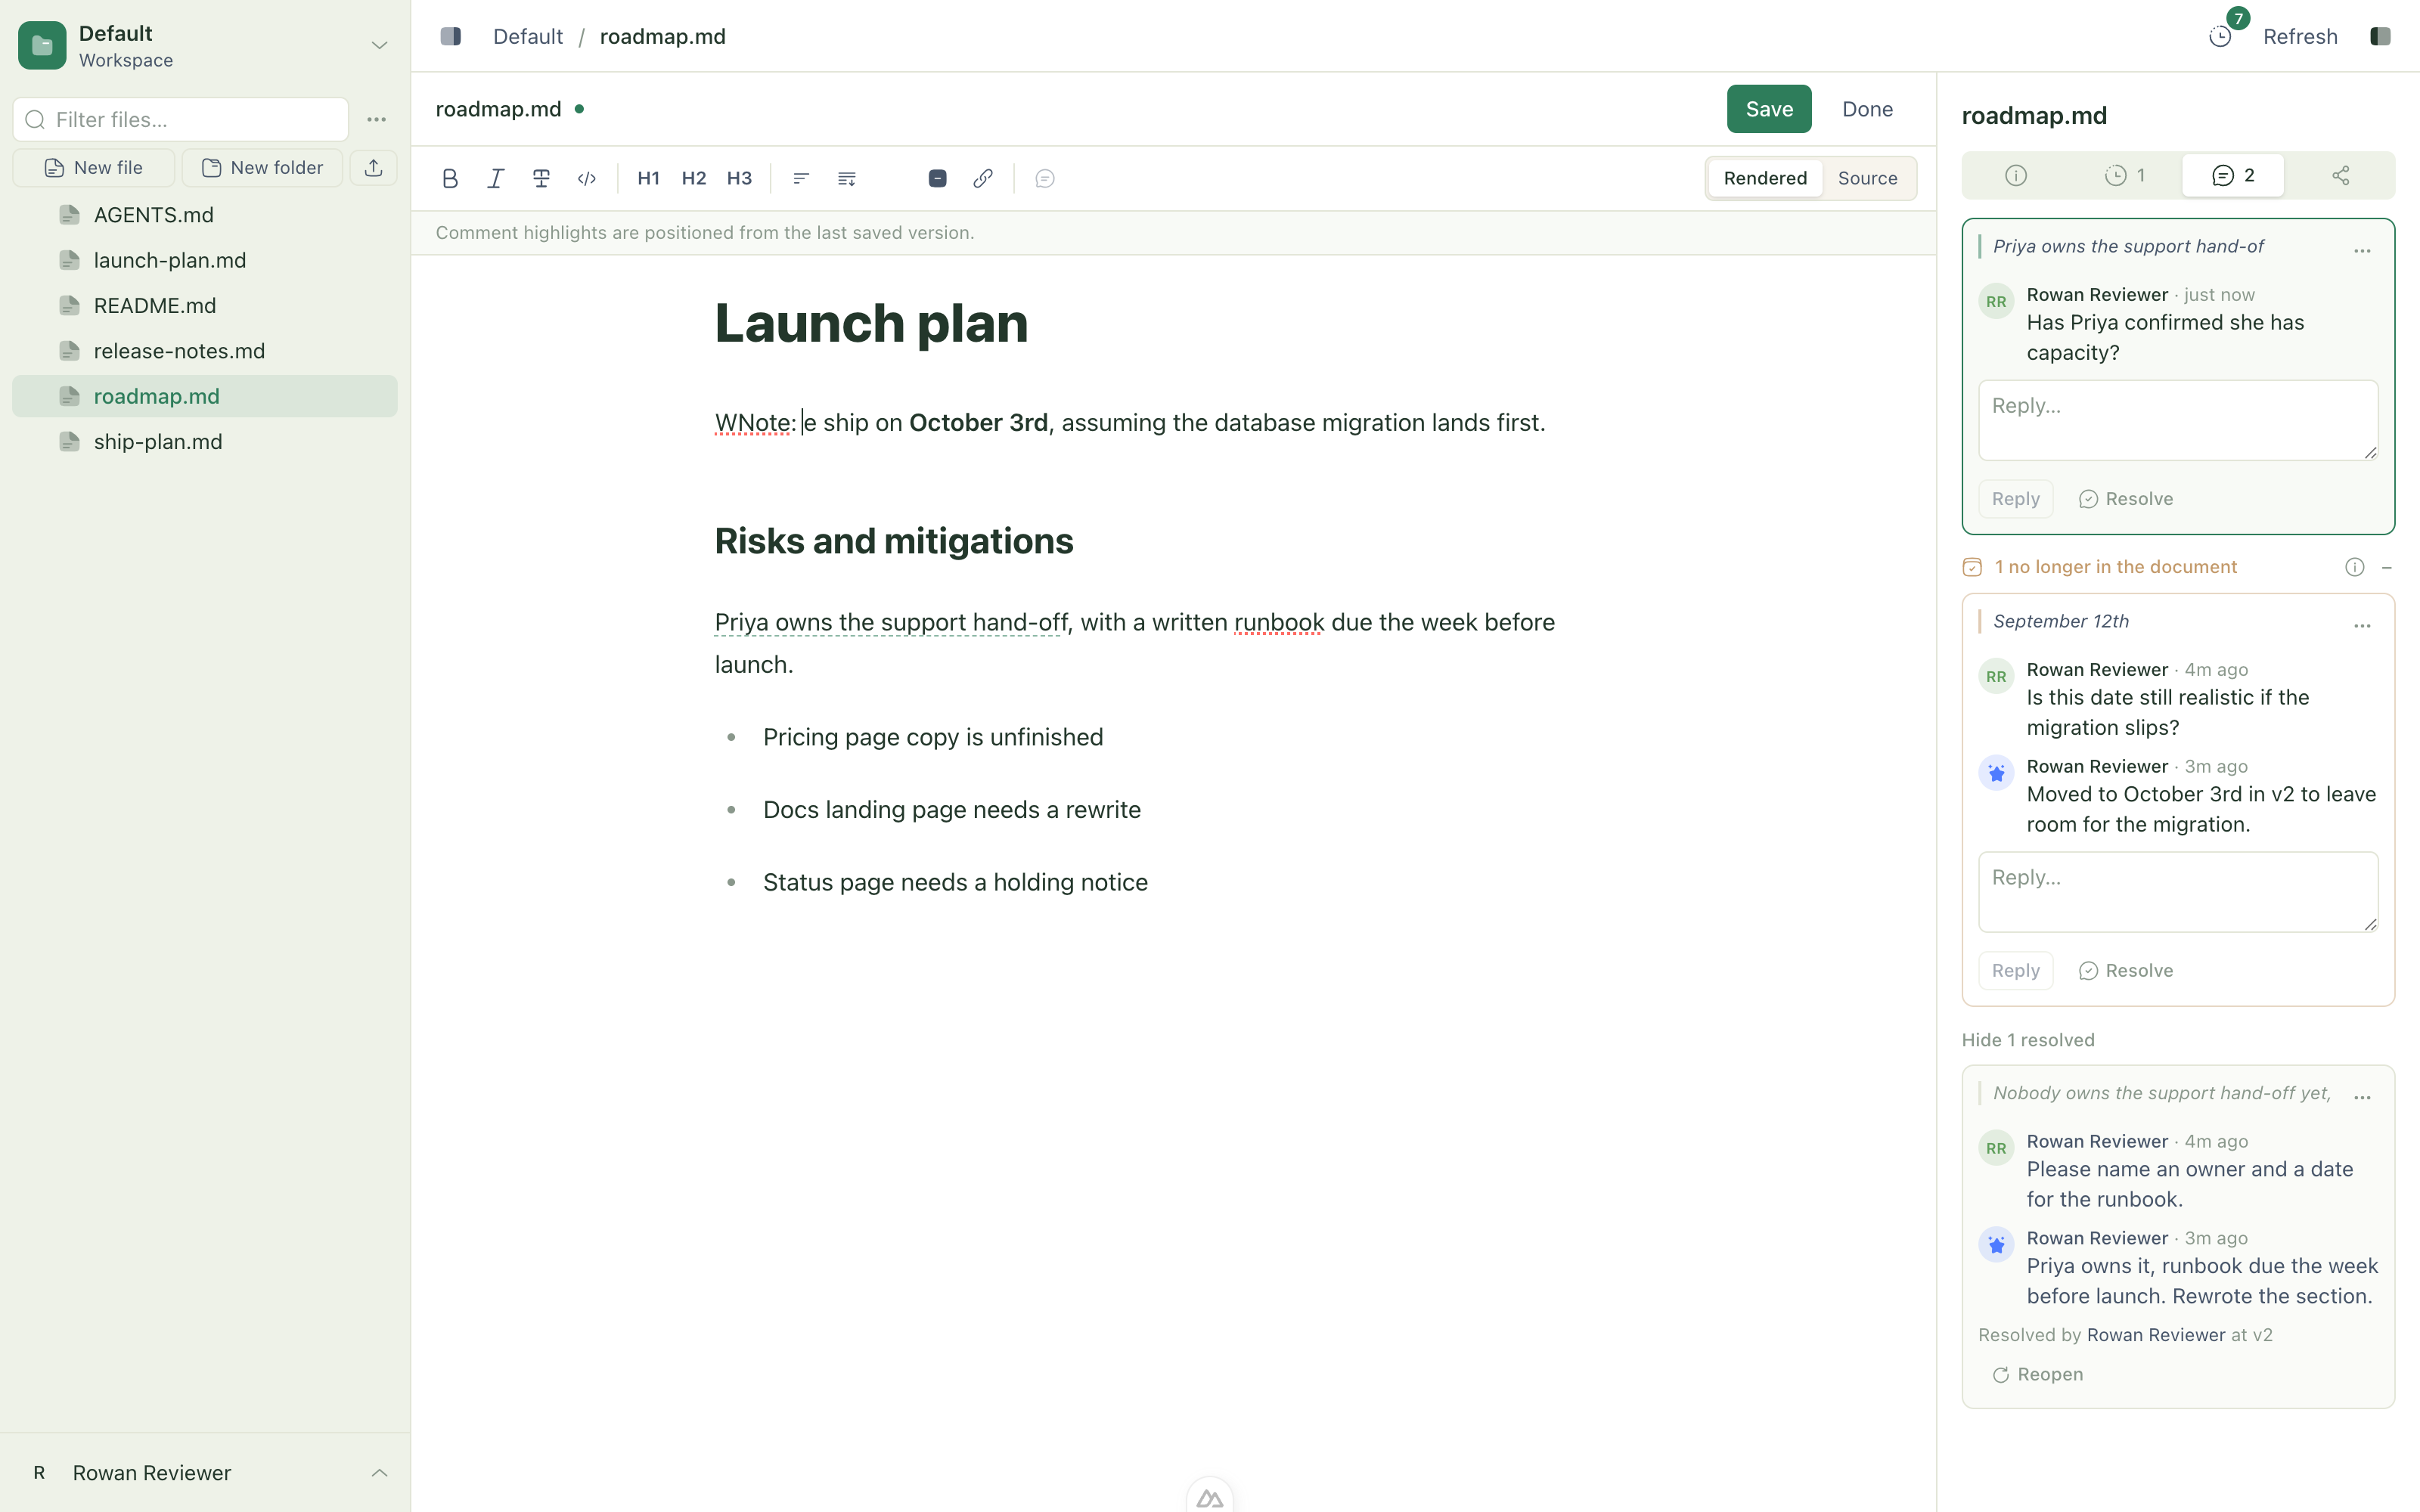 Default
Workspace
Filter files...
New file
New folder
AGENTS.md
launch-plan.md
README.md
release-notes.md
roadmap.md
ship-plan.md
R
Rowan Reviewer
Default / roadmap.md
7
Refresh
roadmap.md
Save
Done
H1 H2 H3
Rendered
Source
Comment highlights are positioned from the last saved version.
Launch plan
WNote: e ship on October 3rd, assuming the database migration lands first.
Risks and mitigations
Priya owns the support hand-off, with a written runbook due the week before
launch.
Pricing page copy is unfinished
Docs landing page needs a rewrite
Status page needs a holding notice
roadmap.md
1
2
Priya owns the support hand-of
RR
Rowan Reviewer · just now
Has Priya confirmed she has
capacity?
Reply...
Reply
Resolve
1 no longer in the document
September 12th
RR
Rowan Reviewer · 4m ago
Is this date still realistic if the
migration slips?
Rowan Reviewer · 3m ago
Moved to October 3rd in v2 to leave
room for the migration.
Reply...
Reply
Resolve
Hide 1 resolved
Nobody owns the support hand-off yet,
RR
Rowan Reviewer · 4m ago
Please name an owner and a date
for the runbook.
Rowan Reviewer · 3m ago
Priya owns it, runbook due the week
before launch. Rewrote the section.
Resolved by Rowan Reviewer at v2
Reopen